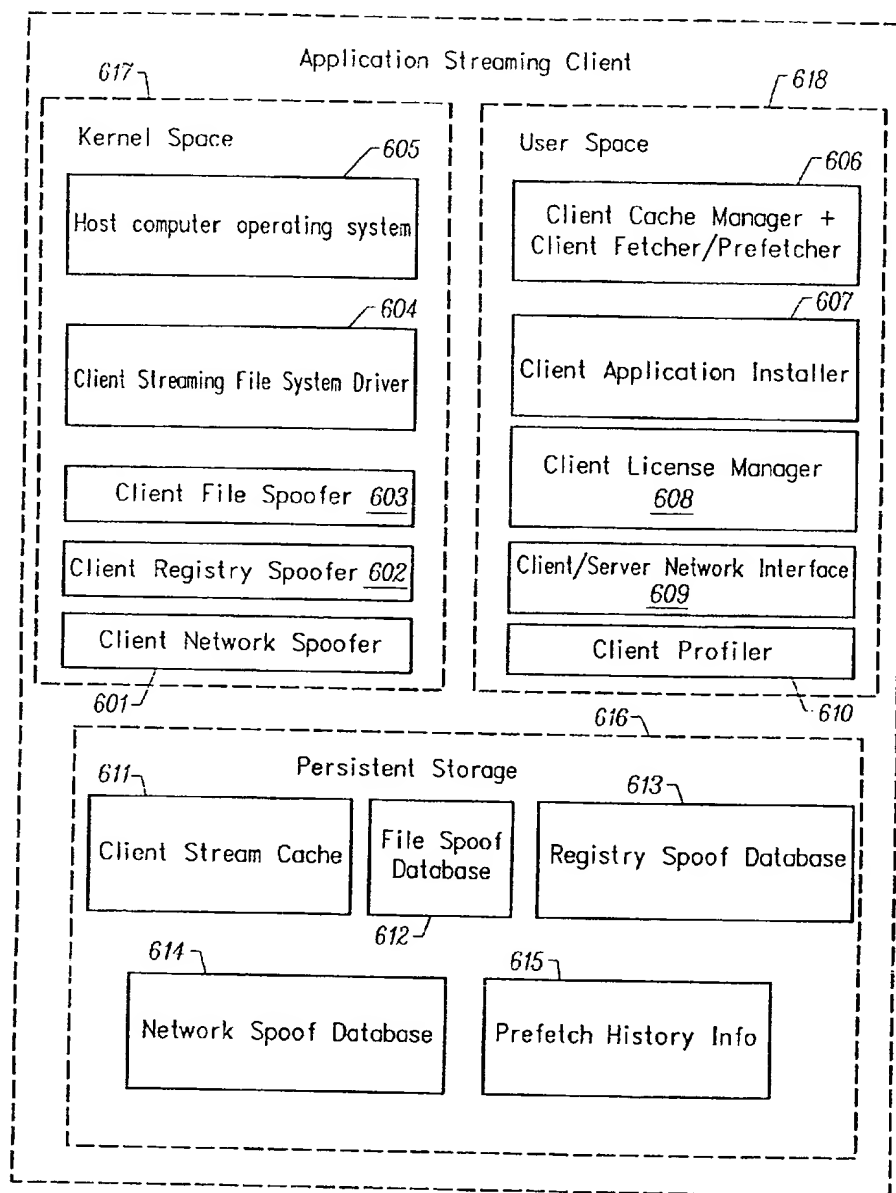 Application Streaming Client
617
618
Kernel Space
605
Host computer operating system
604
Client Streaming File System Driver
Client File Spoofer 603
Client Registry Spoofer 602
Client Network Spoofer
601
User Space
606
Client Cache Manager +
Client Fetcher/Prefetcher
607
Client Application Installer
Client License Manager
608
Client/Server Network Interface
609
Client Profiler
610
616
Persistent Storage
611
Client Stream Cache
File Spoof
Database
612
613
Registry Spoof Database
614
Network Spoof Database
615
Prefetch History Info